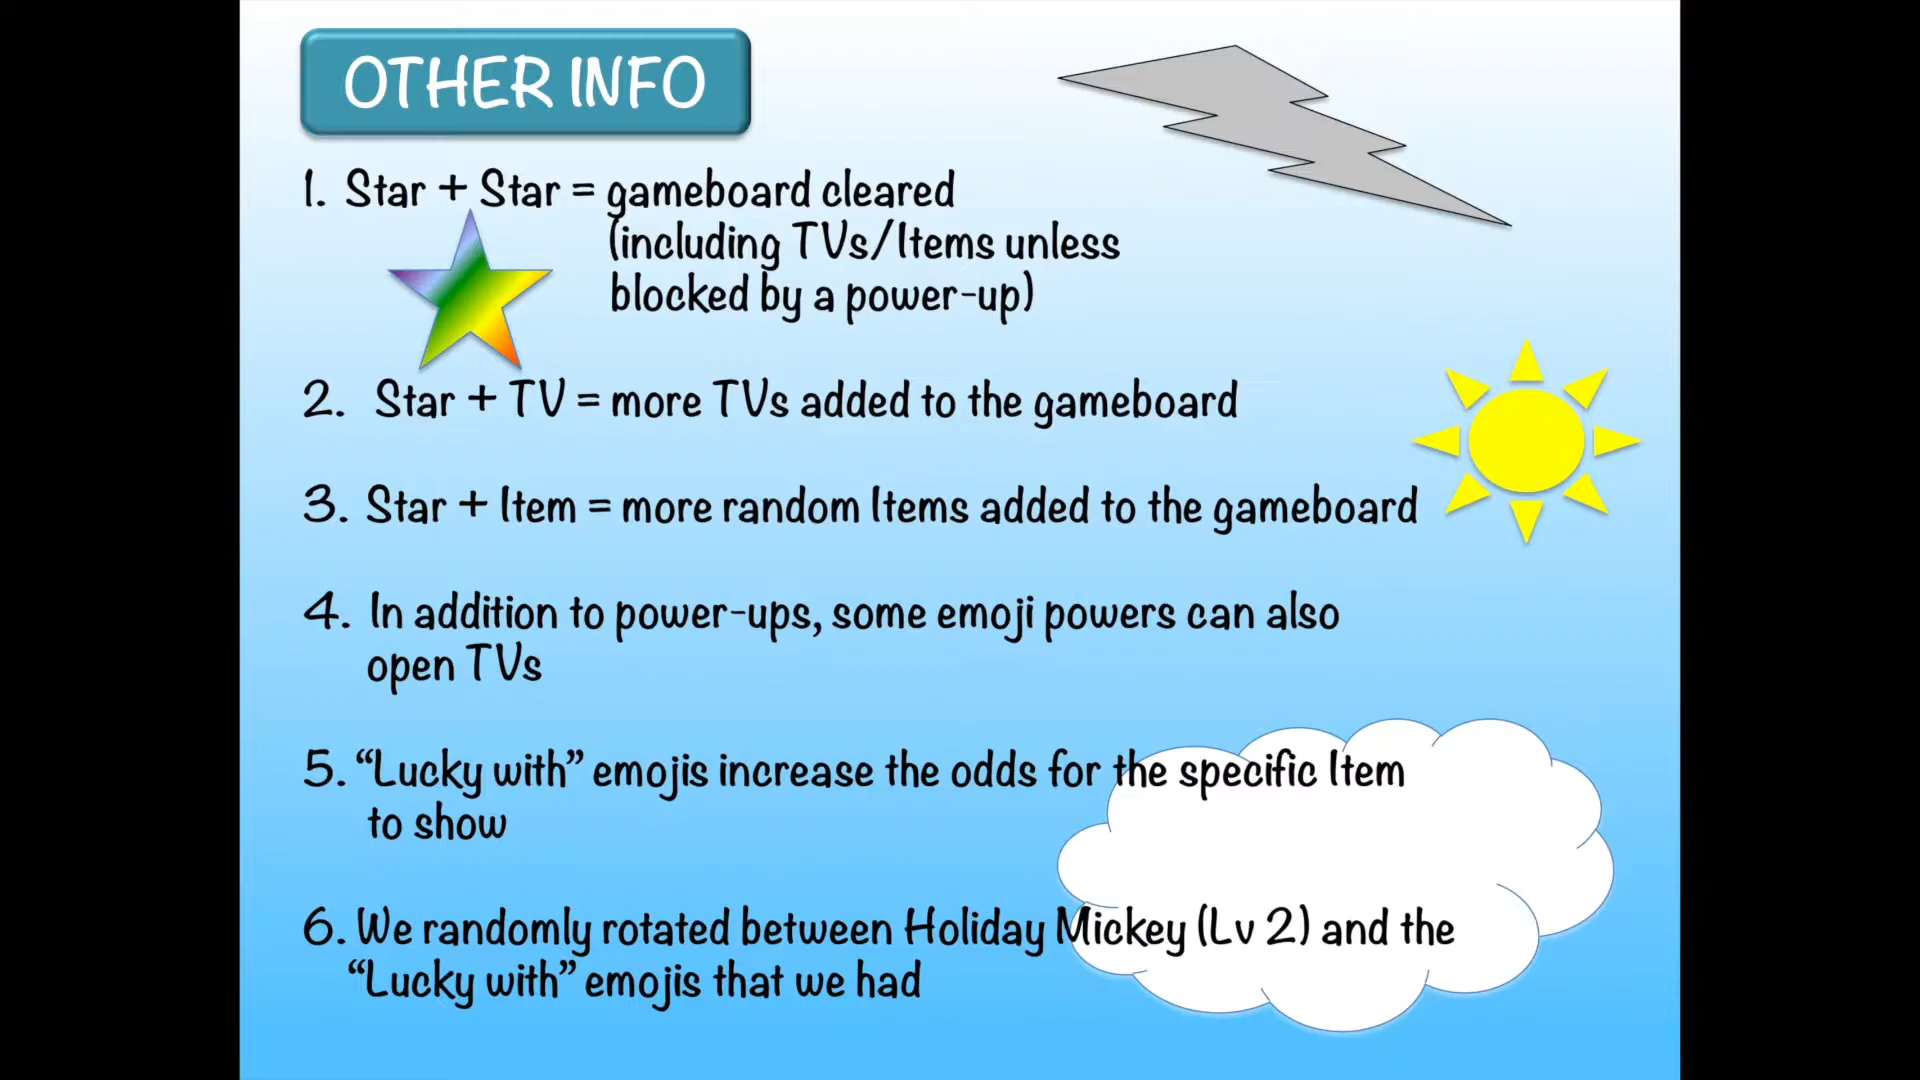 OTHER INFO
1. Star + Star = gameboard cleared
(including TVs/Items unless
blocked by a power-up)
2. Star + TV = more TVs added to the gameboard
3. Star + Item = more random Items added to the gameboard
4. In addition to power-ups, some emoji powers can also
open TVs
5. “Lucky with” emojis increase the odds for the specific Item
to show
6. We randomly rotated between Holiday Mickey (Lv 2) and the
“Lucky with” emojis that we had